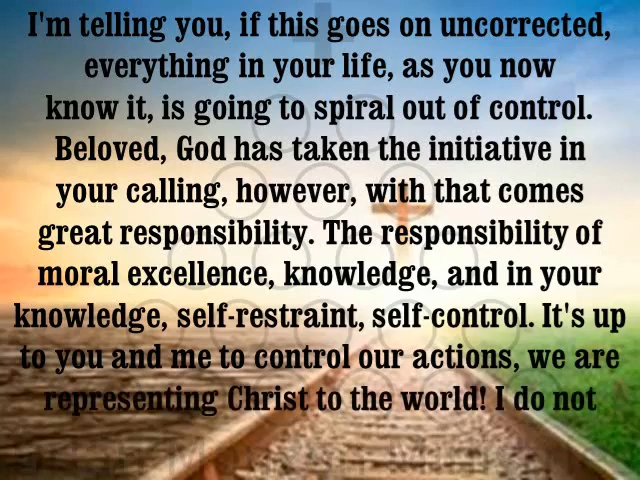 I'm telling you, if this goes on uncorrected,
everything in your life, as you now
know it, is going to spiral out of control.
Beloved, God has taken the initiative in
your calling, however, with that comes
great responsibility. The responsibility of
moral excellence, knowledge, and in your
knowledge, self-restraint, self-control. It's up
to you and me to control our actions, we are
representing Christ to the world! I do not